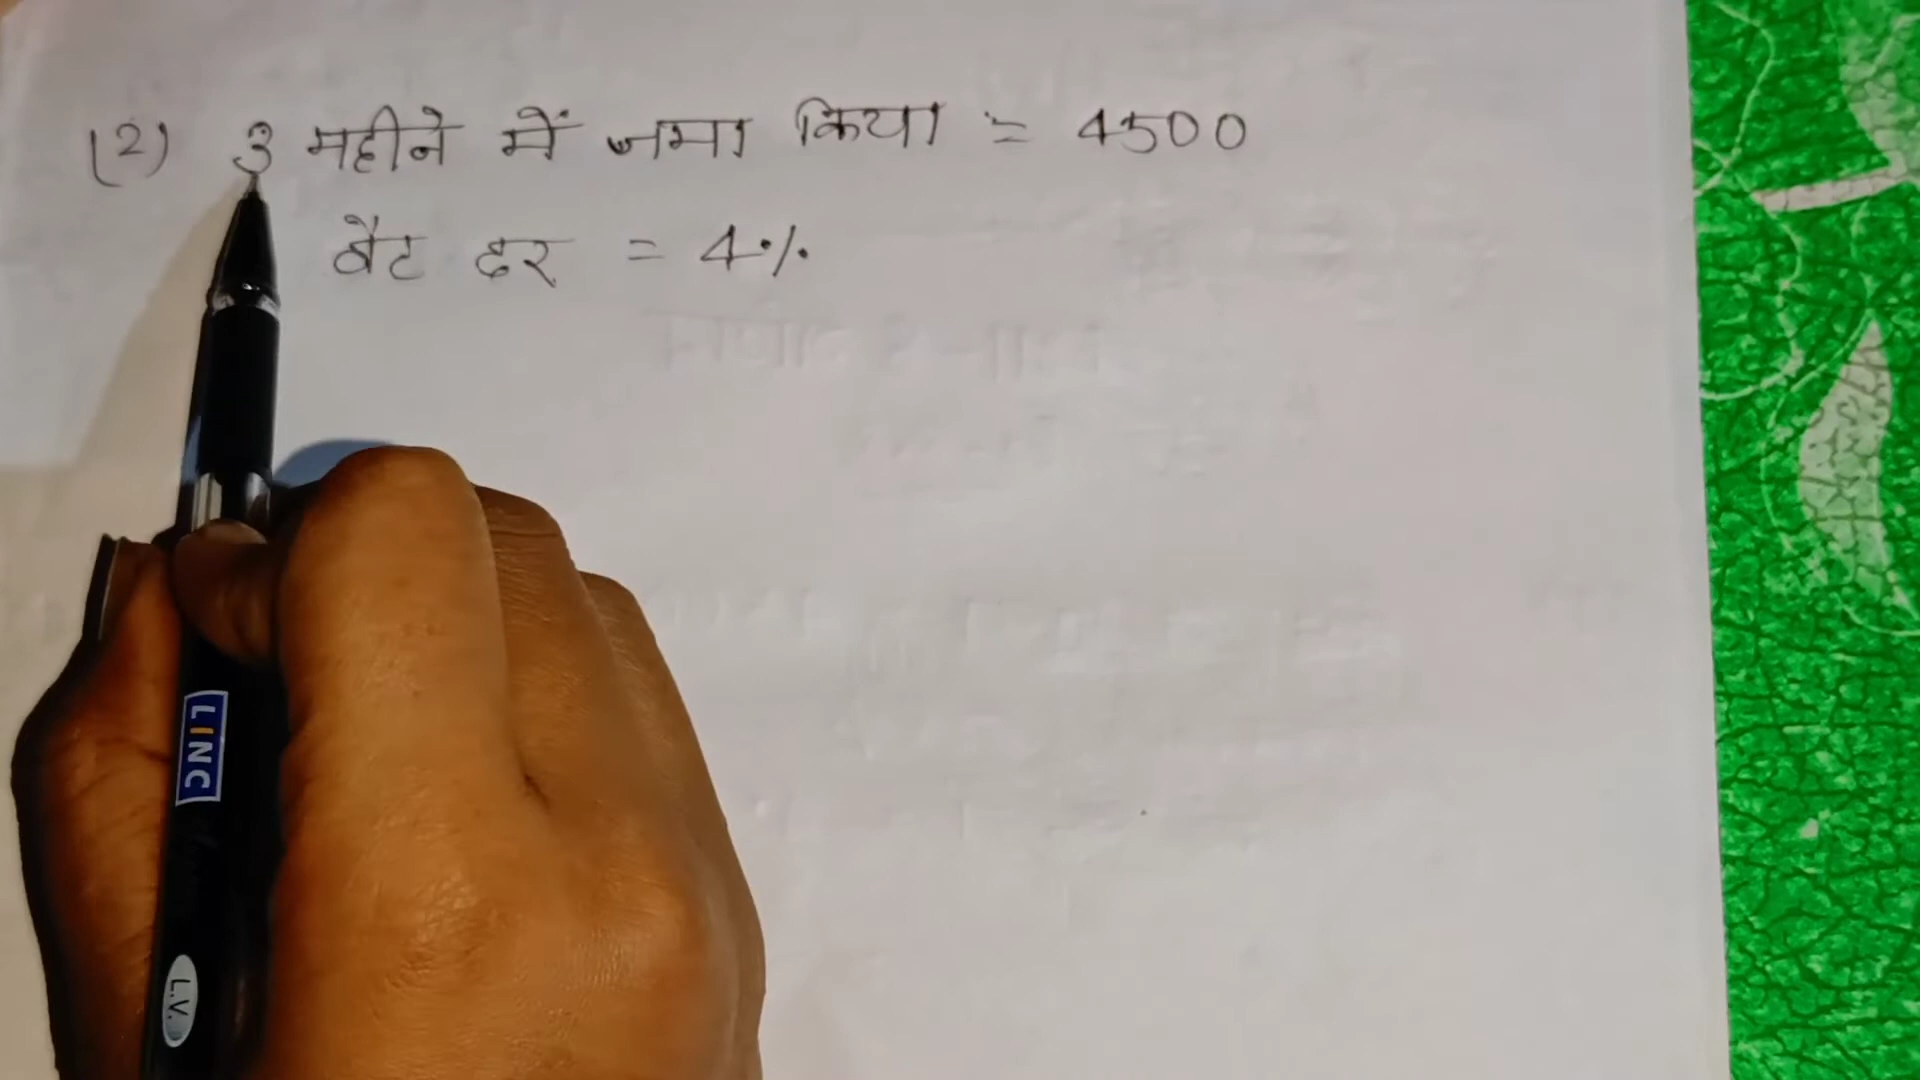 (2) 3 महीने में जमा किया = 4500
बैट दर = 4%
LINC
L.V.